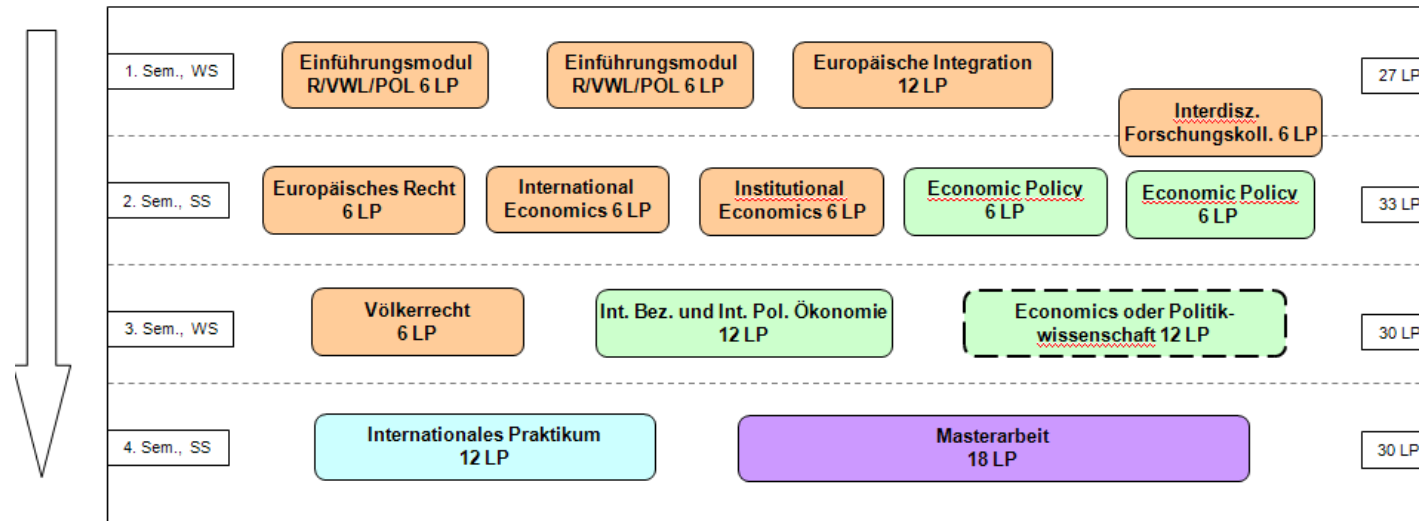 1. Sem., WS
Einführungsmodul
R/VWL/POL 6 LP
Einführungsmodul
R/VWL/POL 6 LP
Europäische Integration
12 LP
27 LP
Interdisz.
Forschungskoll. 6 LP
2. Sem., SS
Europäisches Recht
6 LP
International
Economics 6 LP
Institutional
Economics 6 LP
Economic Policy
6 LP
Economic Policy
6 LP
33 LP
3. Sem., WS
Völkerrecht
6 LP
Int. Bez. und Int. Pol. Ökonomie
12 LP
Economics oder Politik-
wissenschaft 12 LP
30 LP
4. Sem., SS
Internationales Praktikum
12 LP
Masterarbeit
18 LP
30 LP